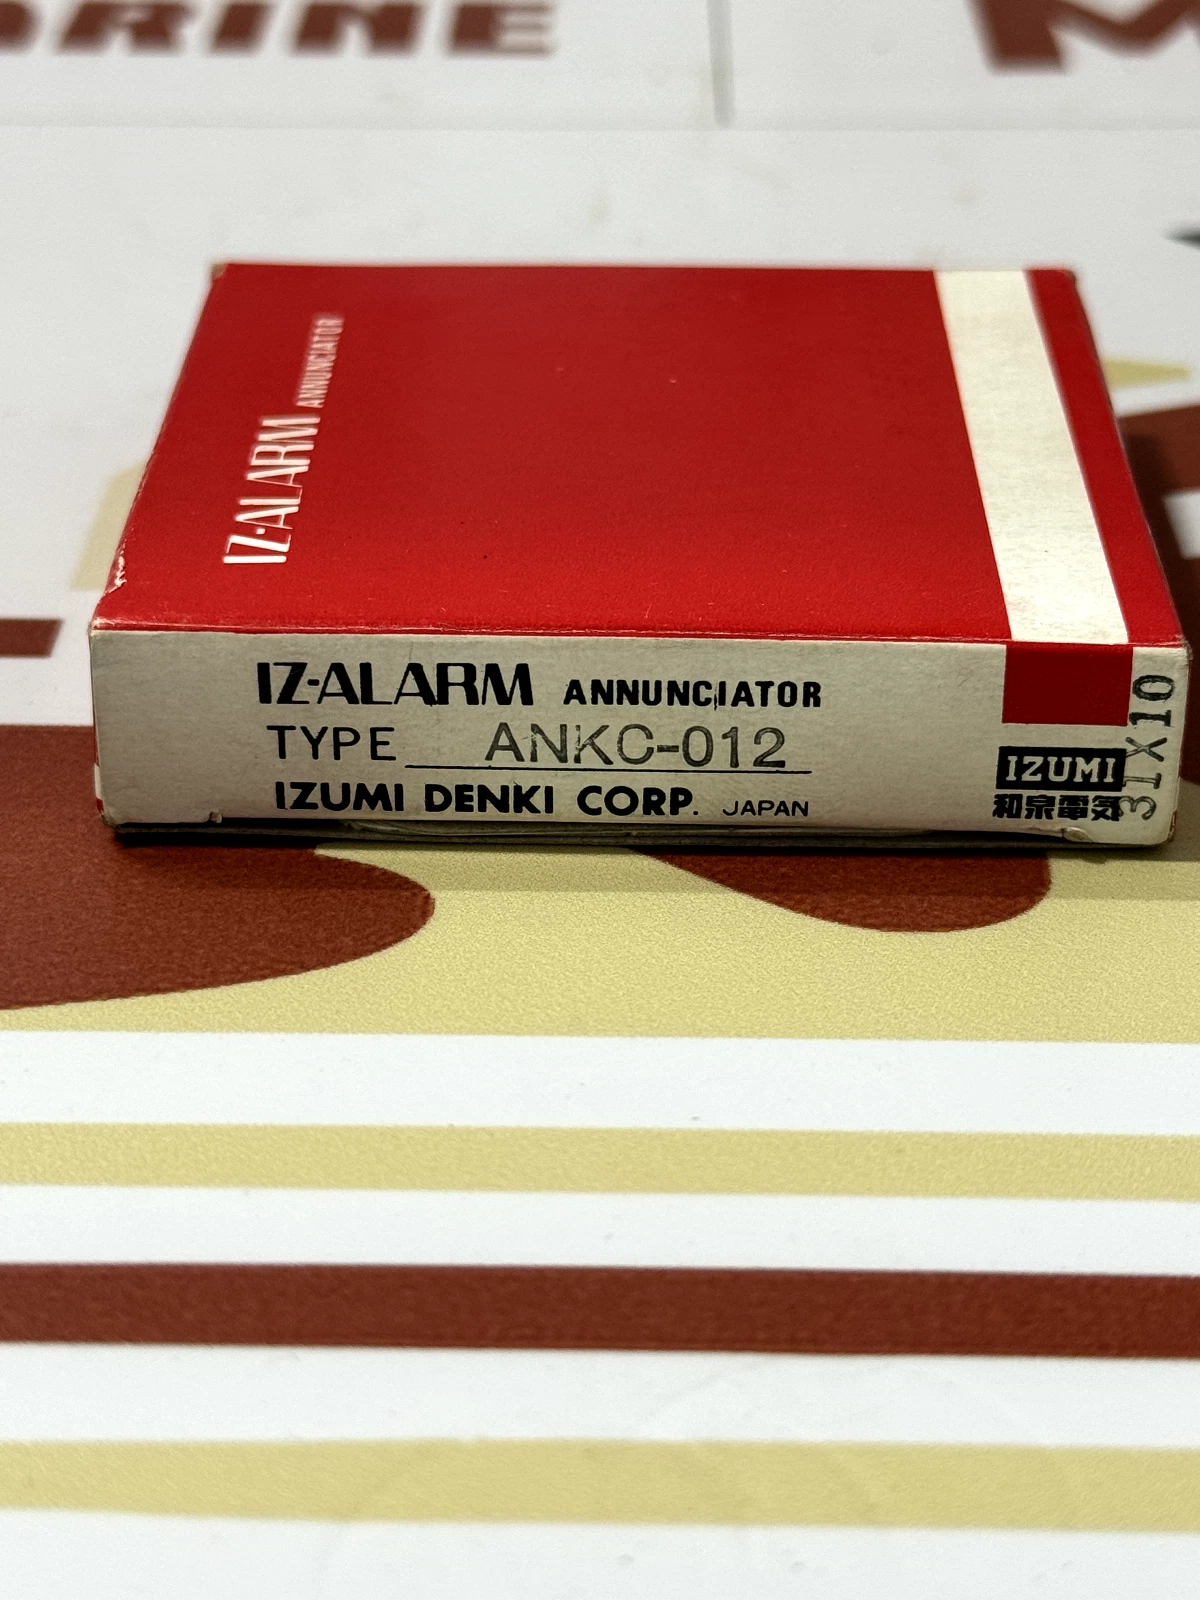 IZ-ALARM ANNUNCIATOR
IZ-ALARM ANNUNCIATOR
TYPE ANKC-012
IZUMI DENKI CORP. JAPAN
IZUMI
和泉電気
31X10